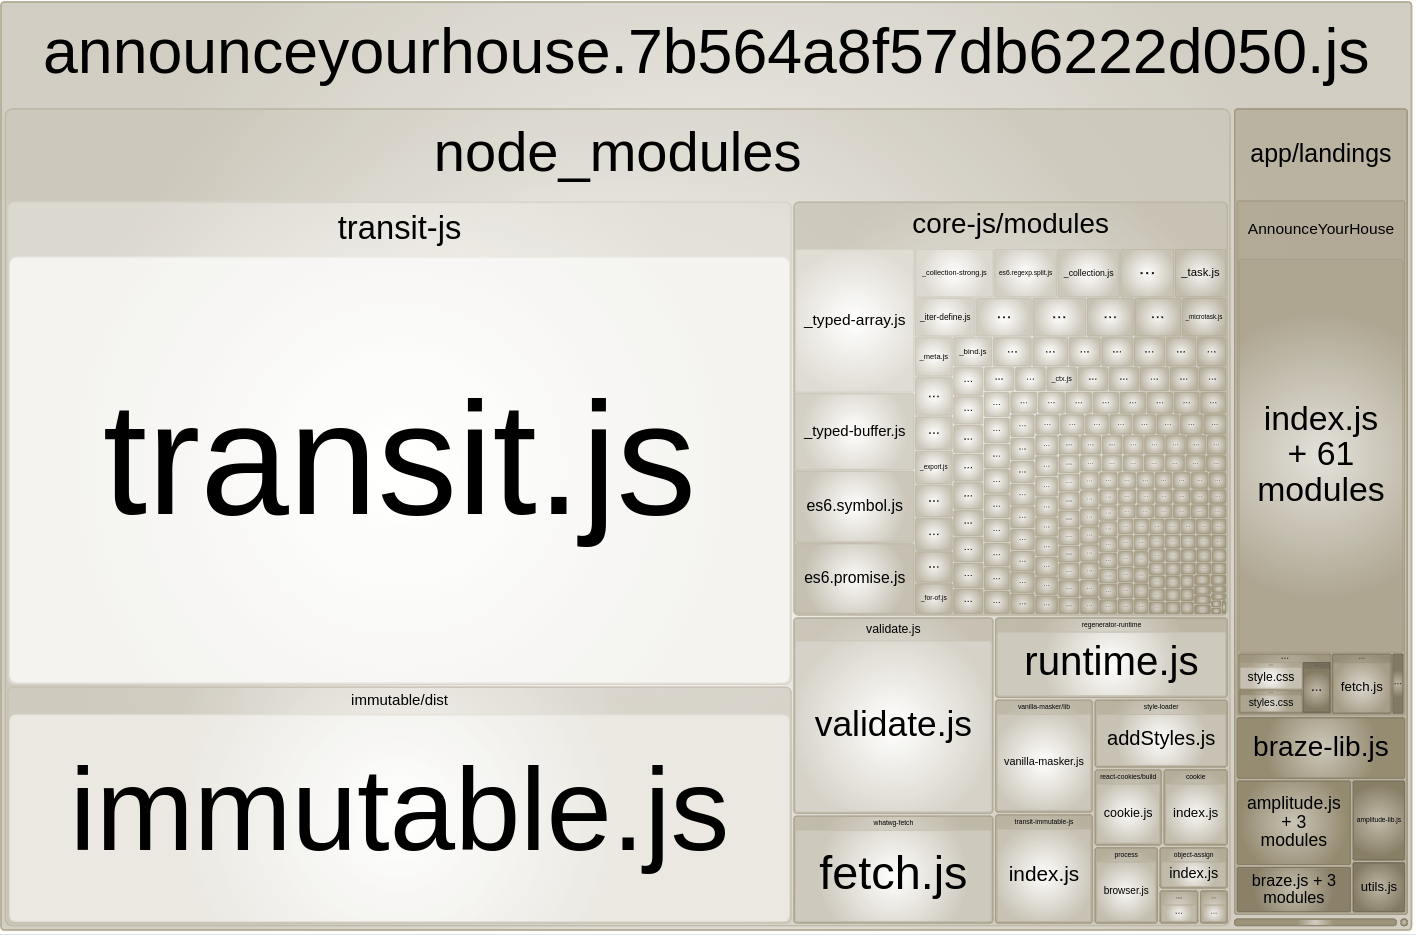 announceyourhouse.7b564a8f57db6222d050.js
node_modules
transit-js
transit.js
immutable/dist
immutable.js
core-js/modules
_typed-array.js
_typed-buffer.js
es6.symbol.js
es6.promise.js
_collection-strong.js
es6.regexp.split.js
_collection.js
...
_task.js
_iter-define.js
...
...
...
...
_microtask.js
_meta.js
_bind.js
_ctx.js
_export.js
_for-of.js
validate.js
validate.js
whatwg-fetch
fetch.js
regenerator-runtime
runtime.js
vanilla-masker/lib
vanilla-masker.js
transit-immutable-js
index.js
style-loader
addStyles.js
react-cookies/build
cookie.js
cookie
index.js
process
browser.js
object-assign
index.js
app/landings
AnnounceYourHouse
index.js
+ 61
modules
style.css
styles.css
...
fetch.js
braze-lib.js
amplitude.js
+ 3
modules
amplitude-lib.js
braze.js + 3
modules
utils.js